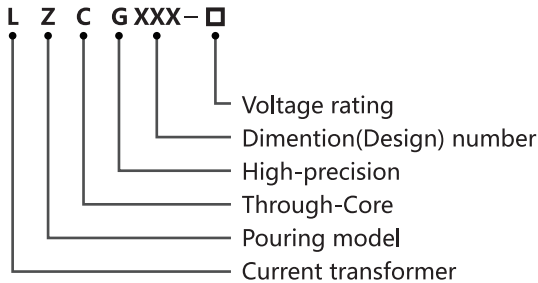 L Z C G XXX-□
Voltage rating
Dimention(Design) number
High-precision
Through-Core
Pouring model
Current transformer